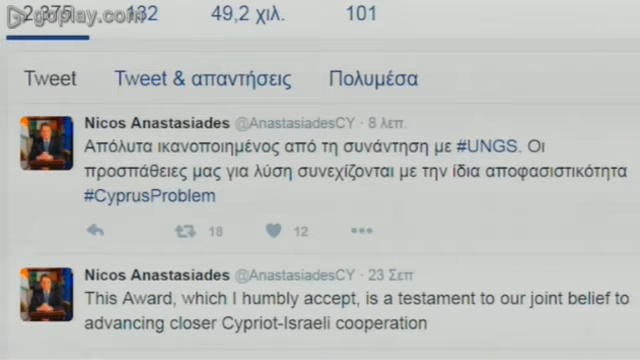 goplay.com
2.375 132 49,2 χιλ. 101
Tweet Tweet & απαντήσεις Πολυμέσα
Nicos Anastasiades @AnastasiadesCY · 8 λεπ.
Απόλυτα ικανοποιημένος από τη συνάντηση με #UNGS. Οι
προσπάθειες μας για λύση συνεχίζονται με την ίδια αποφασιστικότητα
#CyprusProblem
18 12
Nicos Anastasiades @AnastasiadesCY · 23 Σεπ
This Award, which I humbly accept, is a testament to our joint belief to
advancing closer Cypriot-Israeli cooperation